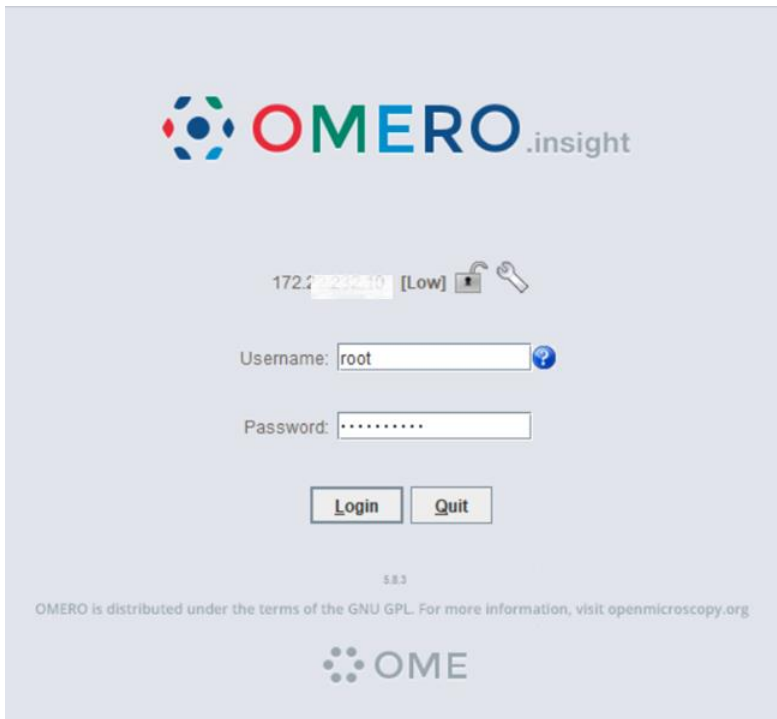 OMERO.insight
172.2 [Low]
Username: root
Password: ··········
Login Quit
5.8.3
OMERO is distributed under the terms of the GNU GPL. For more information, visit openmicroscopy.org
OME